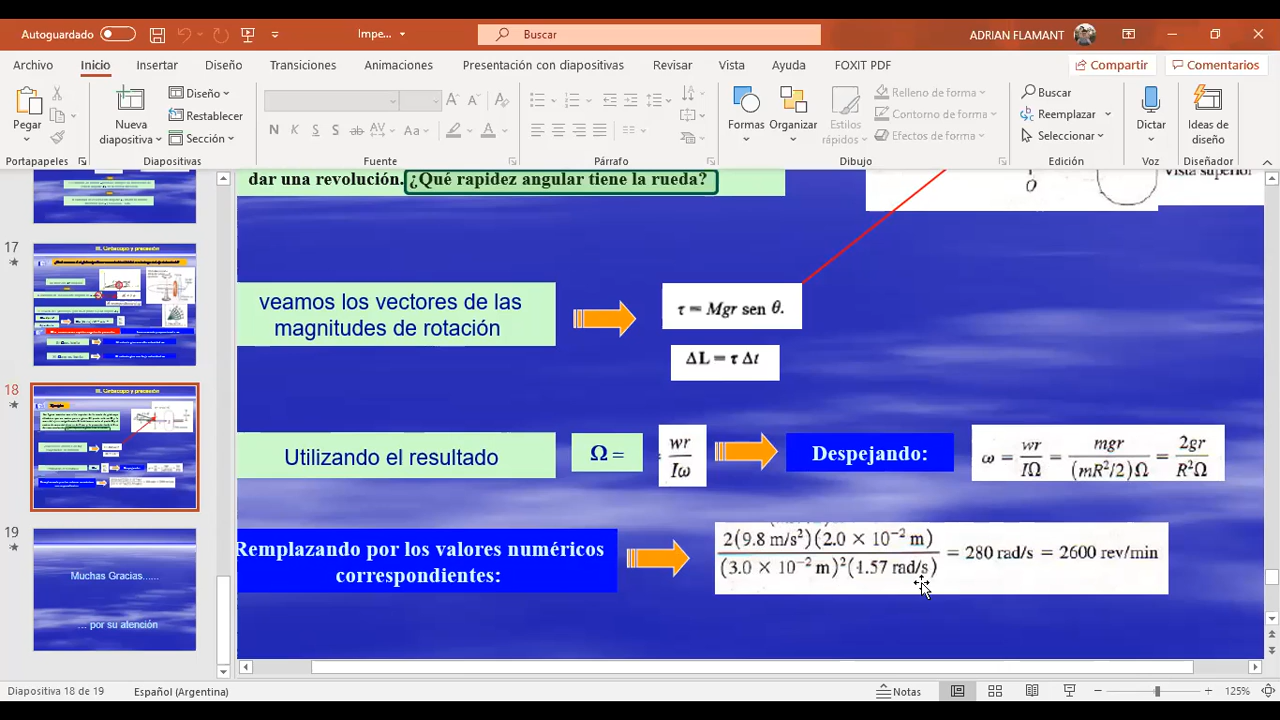 Autoguardado
Impe...
Buscar
ADRIAN FLAMANT
Archivo
Inicio
Insertar
Diseño
Transiciones
Animaciones
Presentación con diapositivas
Revisar
Vista
Ayuda
FOXIT PDF
Compartir
Comentarios
Pegar
Nueva
diapositiva
Diseño
Restablecer
Sección
N
K
S
S
ab
AV
Aa
A
Formas
Organizar
Estilos
rápidos
Relleno de forma
Contorno de forma
Efectos de forma
Buscar
Reemplazar
Seleccionar
Dictar
Ideas de
diseño
Portapapeles
Diapositivas
Fuente
Párrafo
Dibujo
Edición
Voz
Diseñador
17
18
19
Muchas Gracias......
... por su atención
dar una revolución. ¿Qué rapidez angular tiene la rueda?
O
Vista superior
veamos los vectores de las
magnitudes de rotación
τ = Mgr sen θ.
ΔL = τ Δt
Utilizando el resultado
Ω =
wr
Iω
Despejando:
ω = wr/IΩ = mgr/(mR²/2)Ω = 2gr/R²Ω
Remplazando por los valores numéricos
correspondientes:
2(9.8 m/s²)(2.0 × 10⁻² m)
(3.0 × 10⁻² m)²(1.57 rad/s)
= 280 rad/s = 2600 rev/min
Diapositiva 18 de 19
Español (Argentina)
Notas
125%